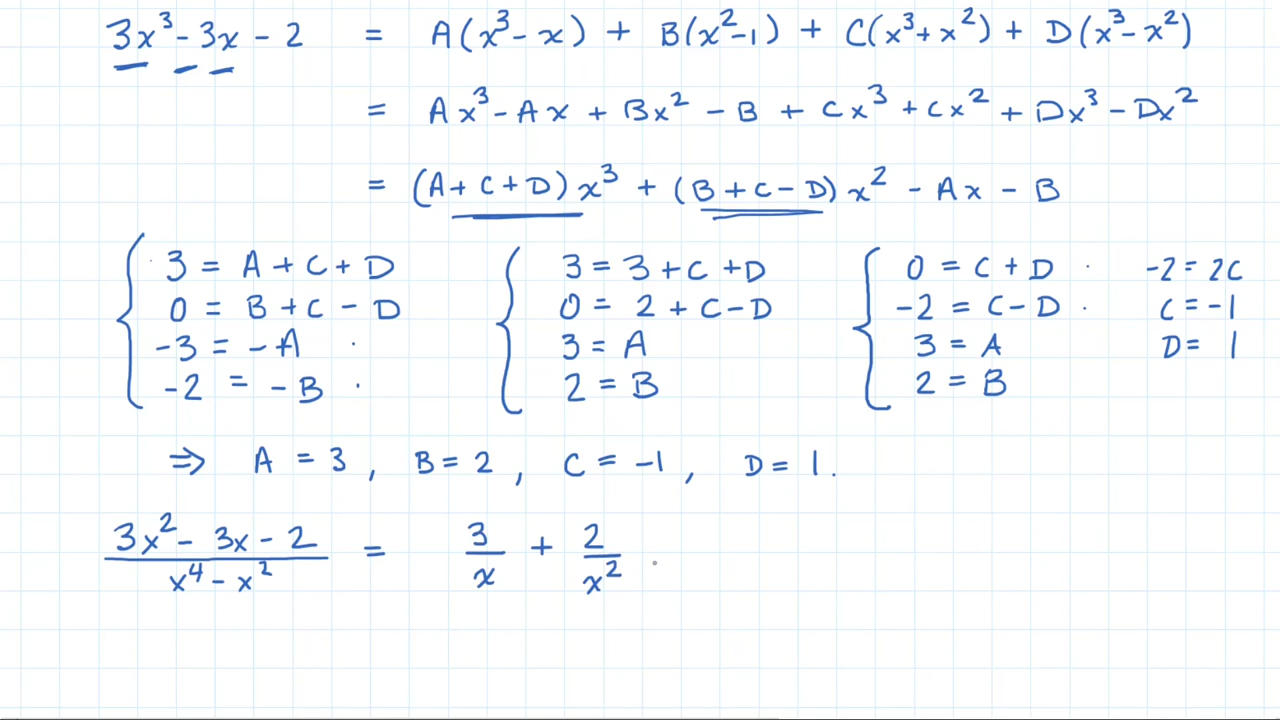 3x³ - 3x - 2 = A(x³ - x) + B(x² - 1) + C(x³ + x²) + D(x³ - x²)
= Ax³ - Ax + Bx² - B + Cx³ + Cx² + Dx³ - Dx²
= (A + C + D)x³ + (B + C - D)x² - Ax - B
3 = A + C + D
0 = B + C - D
-3 = -A
-2 = -B
3 = 3 + C + D
0 = 2 + C - D
3 = A
2 = B
0 = C + D
-2 = C - D
3 = A
2 = B
-2 = 2C
C = -1
D = 1
⇒ A = 3, B = 2, C = -1, D = 1.
3x² - 3x - 2 / x⁴ - x² = 3/x + 2/x²